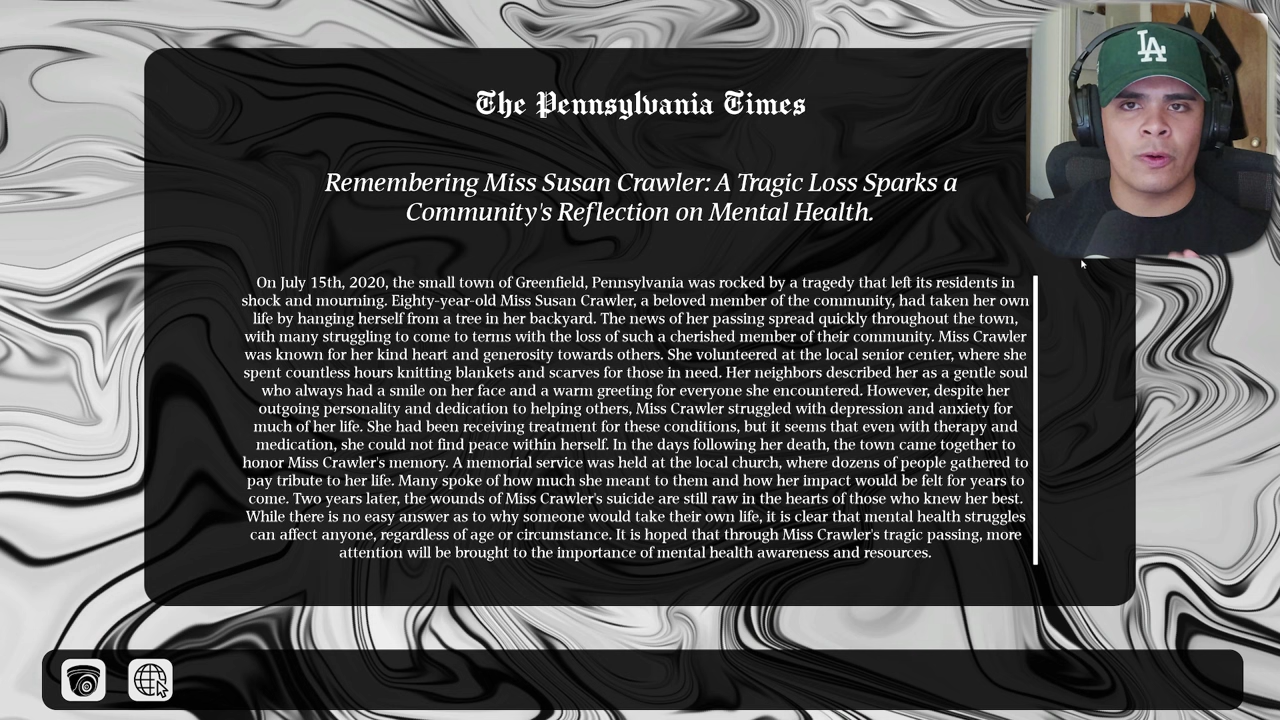 LA
The Pennsylvania Times
Remembering Miss Susan Crawler: A Tragic Loss Sparks a
Community's Reflection on Mental Health.
On July 15th, 2020, the small town of Greenfield, Pennsylvania was rocked by a tragedy that left its residents in
shock and mourning. Eighty-year-old Miss Susan Crawler, a beloved member of the community, had taken her own
life by hanging herself from a tree in her backyard. The news of her passing spread quickly throughout the town,
with many struggling to come to terms with the loss of such a cherished member of their community. Miss Crawler
was known for her kind heart and generosity towards others. She volunteered at the local senior center, where she
spent countless hours knitting blankets and scarves for those in need. Her neighbors described her as a gentle soul
who always had a smile on her face and a warm greeting for everyone she encountered. However, despite her
outgoing personality and dedication to helping others, Miss Crawler struggled with depression and anxiety for
much of her life. She had been receiving treatment for these conditions, but it seems that even with therapy and
medication, she could not find peace within herself. In the days following her death, the town came together to
honor Miss Crawler's memory. A memorial service was held at the local church, where dozens of people gathered to
pay tribute to her life. Many spoke of how much she meant to them and how her impact would be felt for years to
come. Two years later, the wounds of Miss Crawler's suicide are still raw in the hearts of those who knew her best.
While there is no easy answer as to why someone would take their own life, it is clear that mental health struggles
can affect anyone, regardless of age or circumstance. It is hoped that through Miss Crawler's tragic passing, more
attention will be brought to the importance of mental health awareness and resources.